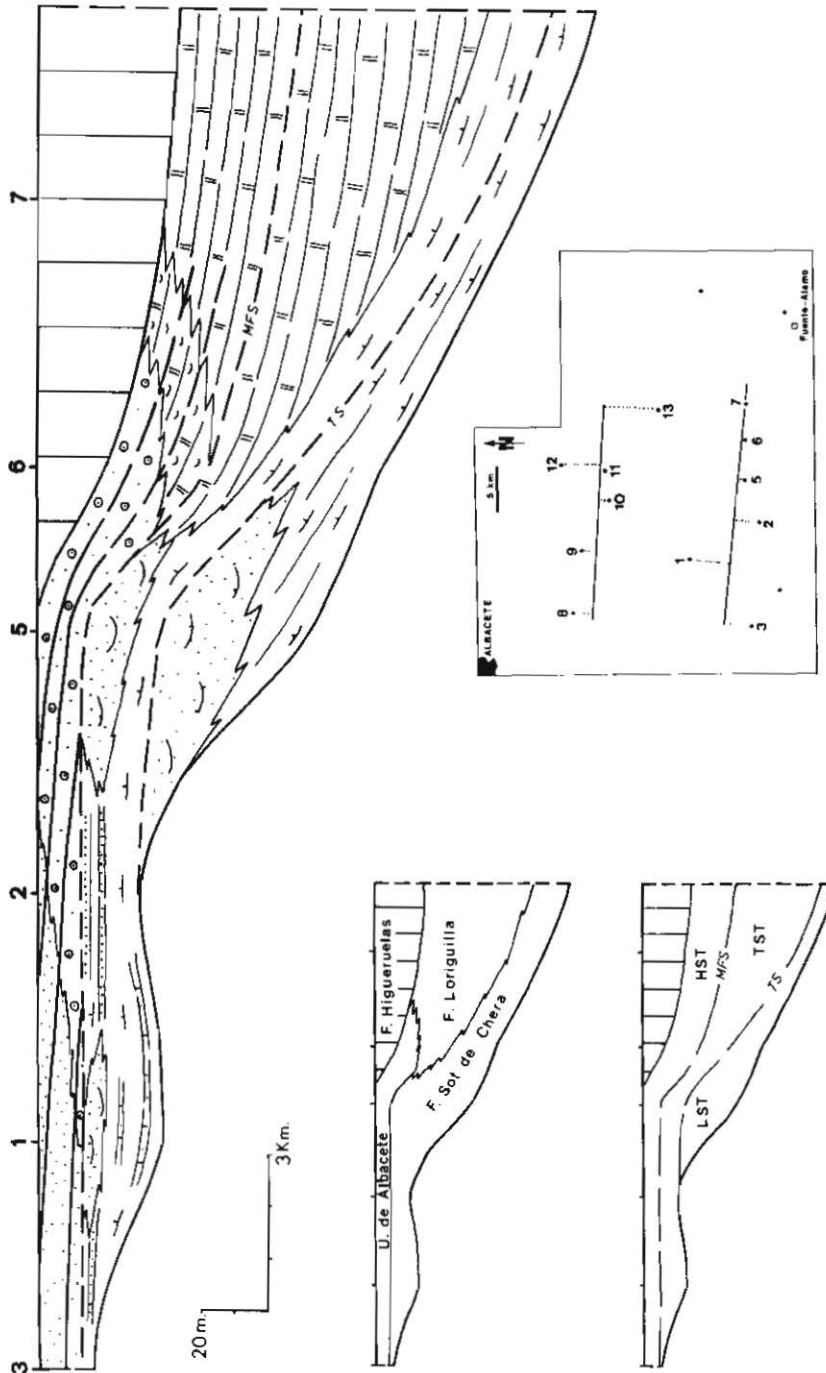 3
1
2
5
6
7
MFS
TS
20 m.
3 Km.
U. de Albacete
F. Higueruelas
F. Loriguilla
F. Sot de Chera
HST
MFS
TST
TS
LST
ALBACETE
5 km
N
8
9
10
11
12
13
3
1
2
5
6
7
Fuente-Alamo